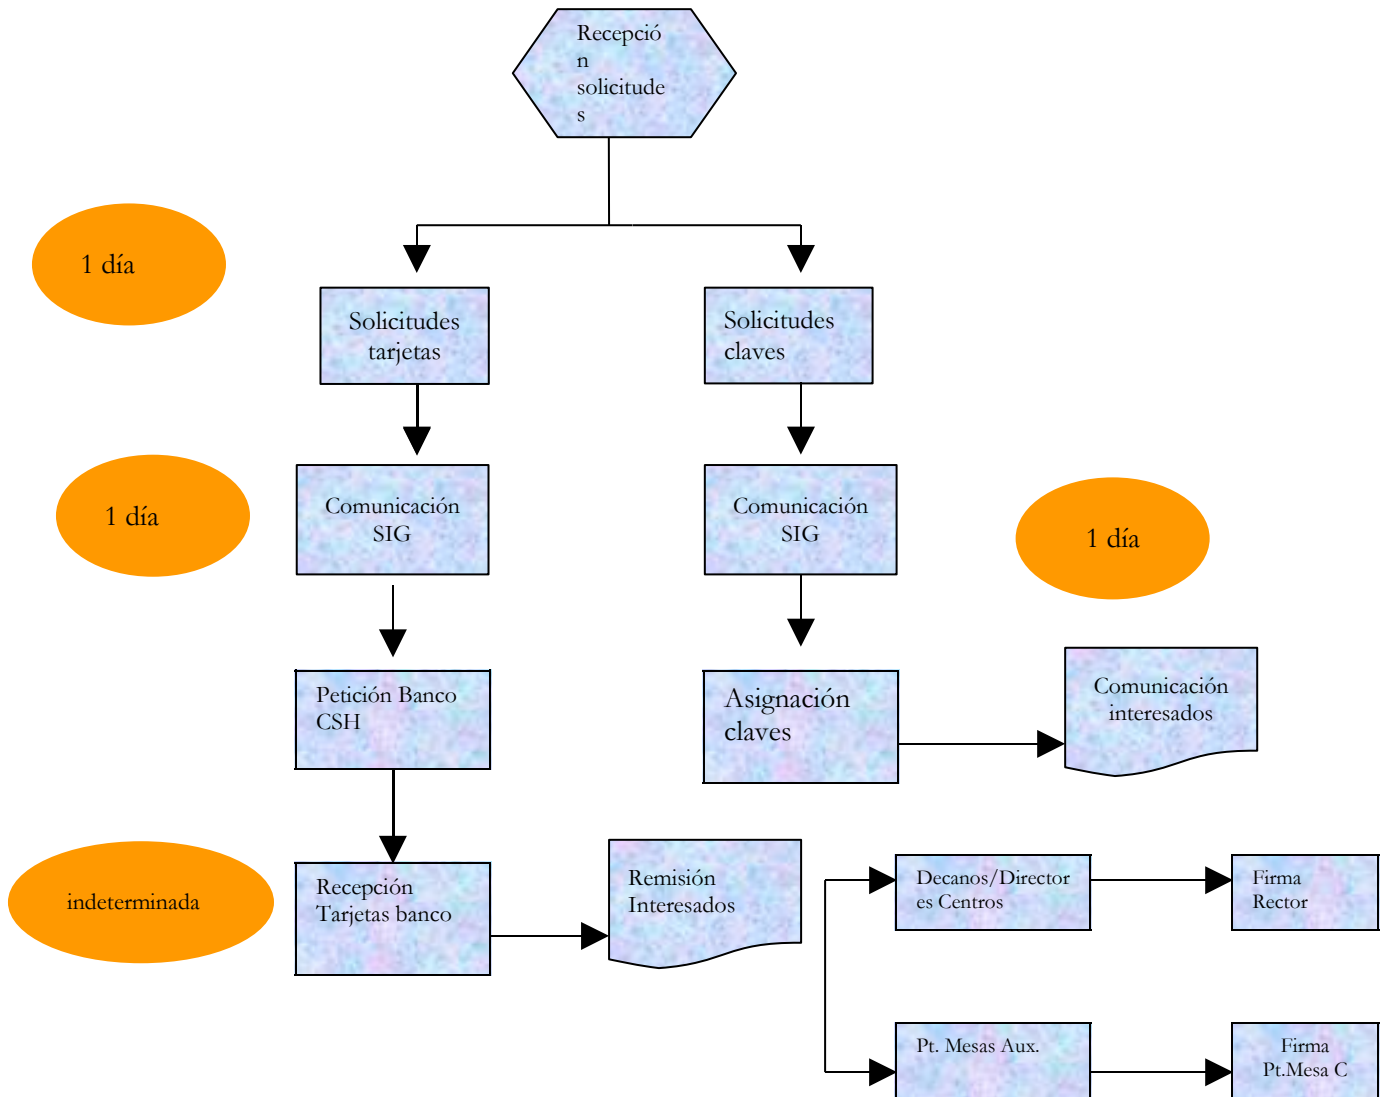 Recepció
n
solicitude
s
1 día
Solicitudes
tarjetas
Solicitudes
claves
1 día
Comunicación
SIG
Comunicación
SIG
1 día
Petición Banco
CSH
Asignación
claves
Comunicación
interesados
indeterminada
Recepción
Tarjetas banco
Remisión
Interesados
Decanos/Director
es Centros
Firma
Rector
Pt. Mesas Aux.
Firma
Pt.Mesa C